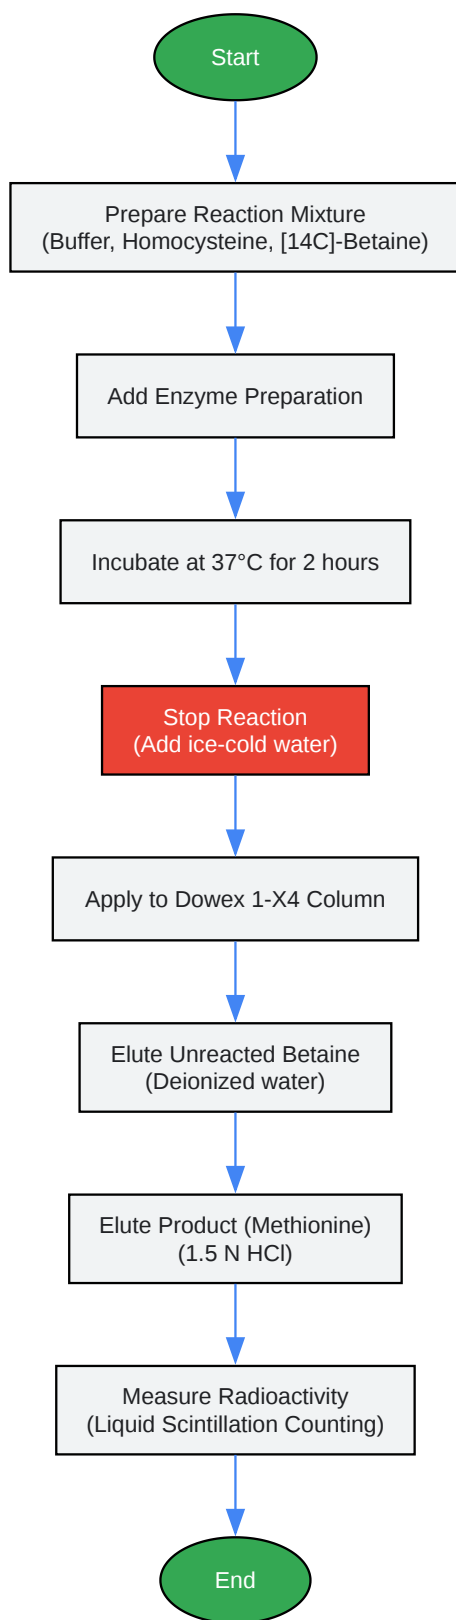 Start
Prepare Reaction Mixture
(Buffer, Homocysteine, [14C]-Betaine)
Add Enzyme Preparation
Incubate at 37°C for 2 hours
Stop Reaction
(Add ice-cold water)
Apply to Dowex 1-X4 Column
Elute Unreacted Betaine
(Deionized water)
Elute Product (Methionine)
(1.5 N HCl)
Measure Radioactivity
(Liquid Scintillation Counting)
End